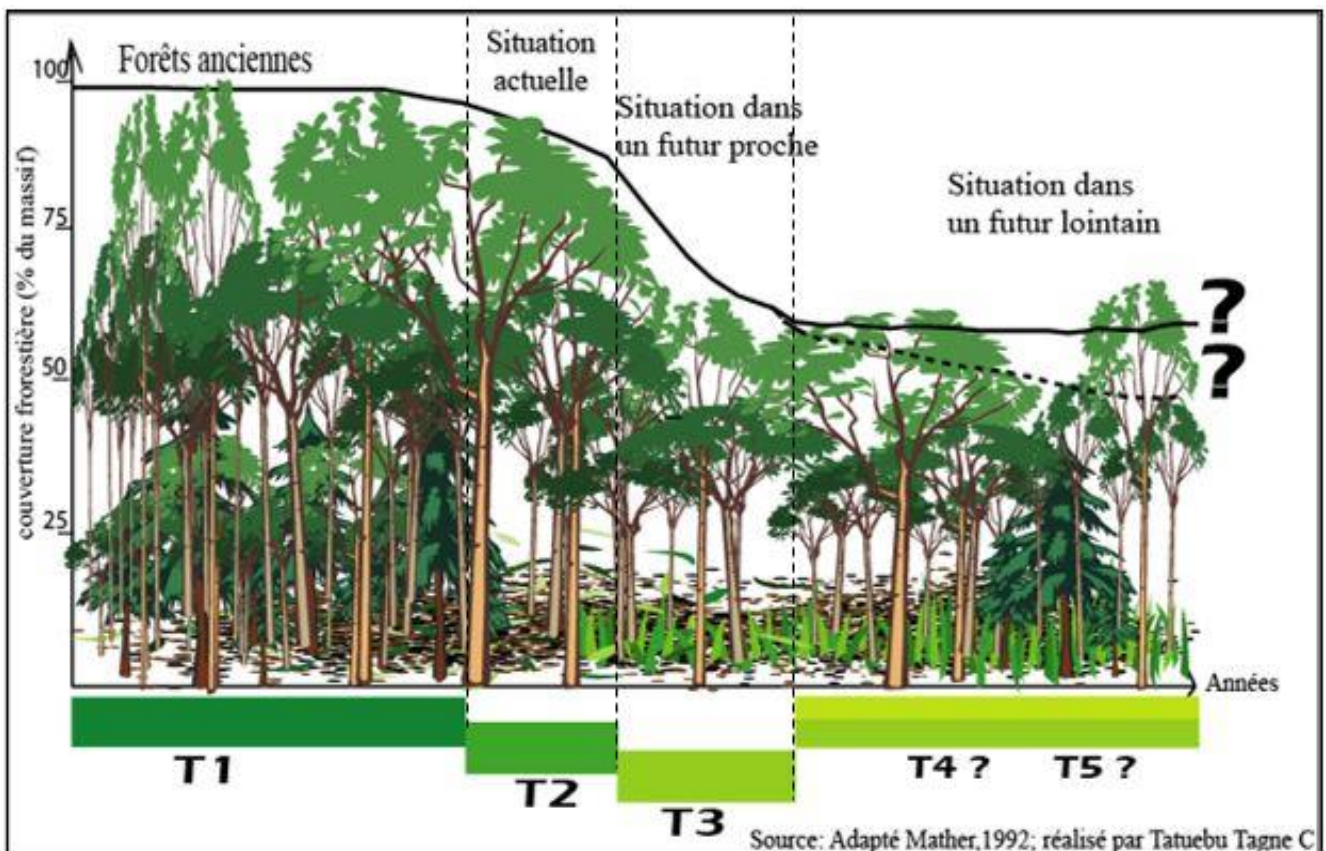 Forêts anciennes
Situation
actuelle
Situation dans
un futur proche
Situation dans
un futur lointain
couverture forestière (% du massif)
100
75
50
25
?
?
Années
T1
T2
T3
T4 ?
T5 ?
Source: Adapté Mather,1992; réalisé par Tatuebu Tagne C